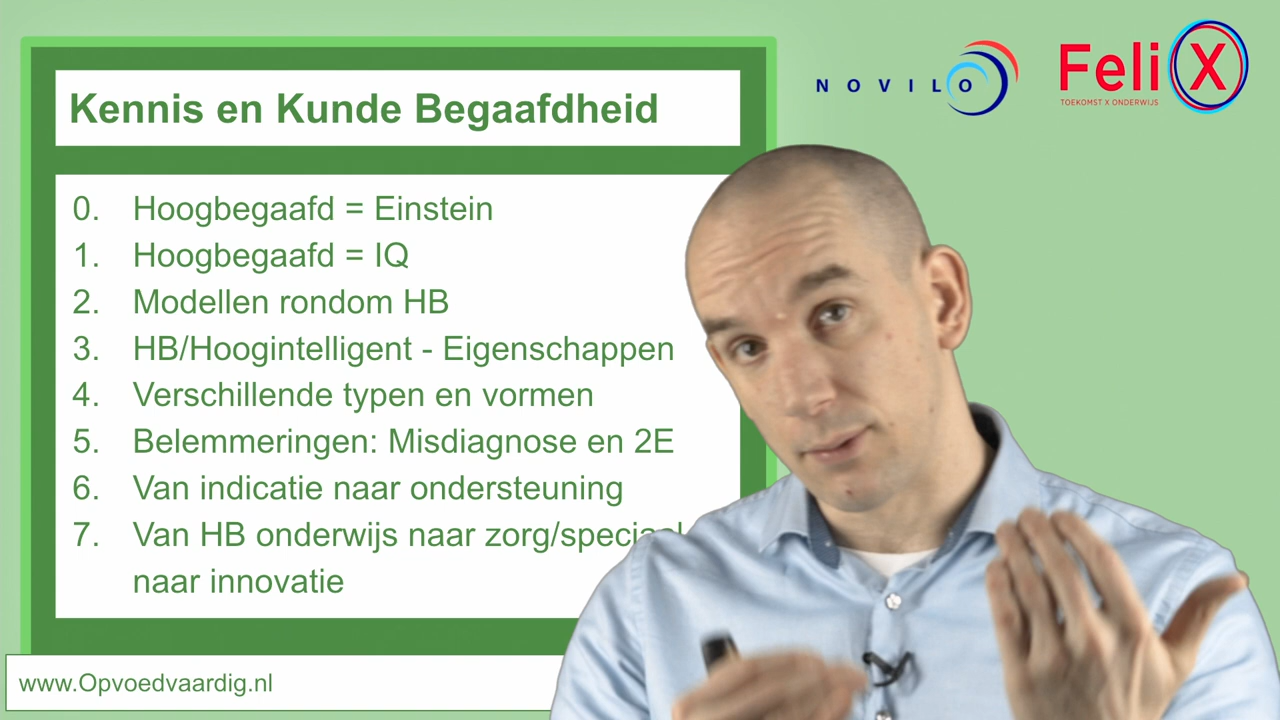 Kennis en Kunde Begaafdheid
NOVILO
FeliX
TOEKOMST X ONDERWIJS
0. Hoogbegaafd = Einstein
1. Hoogbegaafd = IQ
2. Modellen rondom HB
3. HB/Hoogintelligent - Eigenschappen
4. Verschillende typen en vormen
5. Belemmeringen: Misdiagnose en 2E
6. Van indicatie naar ondersteuning
7. Van HB onderwijs naar zorg/speciaal
naar innovatie
www.Opvoedvaardig.nl